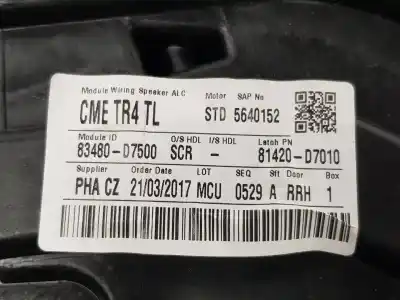 Module Wiring Speaker ALC Motor SAP No
CME TR4 TL STD 5640152
Module ID O/S HDL I/S HDL Latch PN
83480-D7500 SCR - 81420-D7010
Supplier Order Date LOT SEQ Sft Door Box
PHA CZ 21/03/2017 MCU 0529 A RRH 1